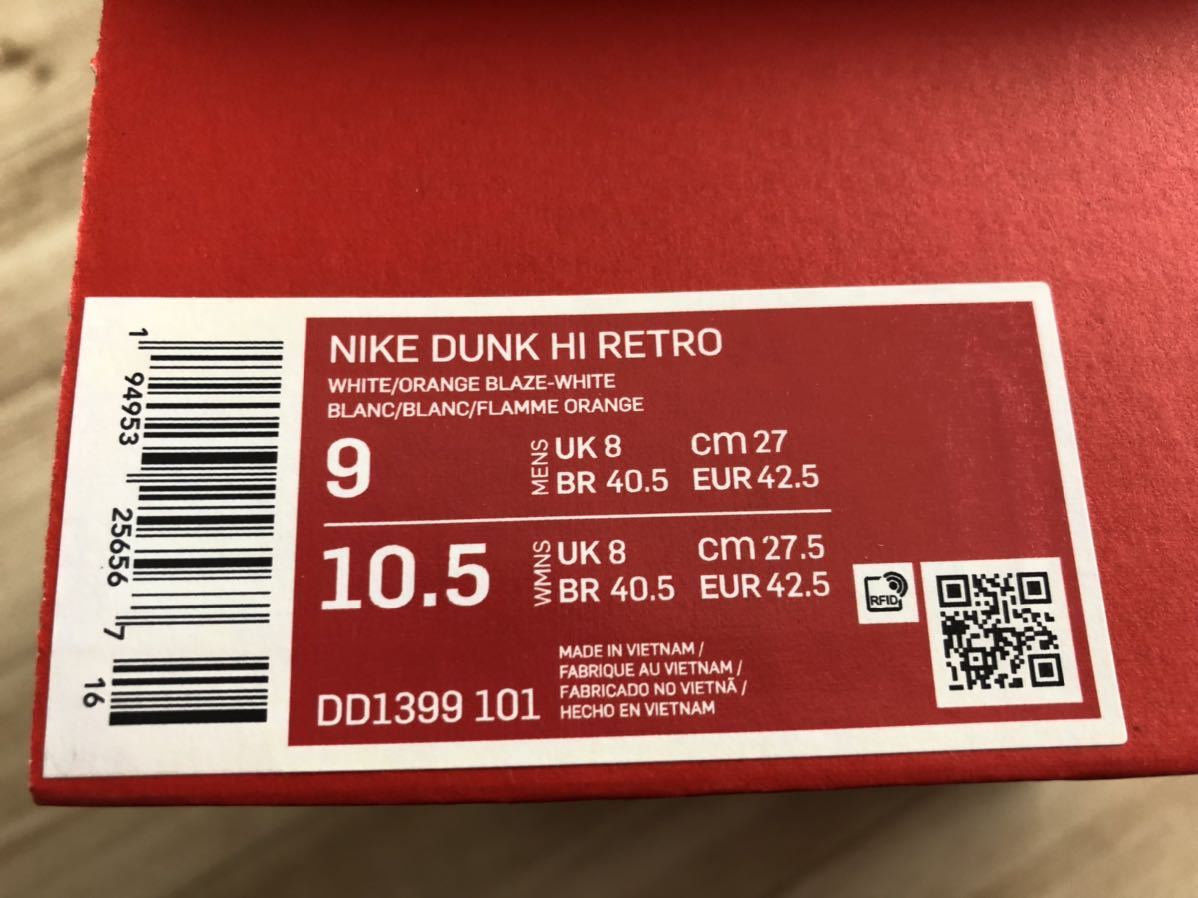 NIKE DUNK HI RETRO
WHITE/ORANGE BLAZE-WHITE
BLANC/BLANC/FLAMME ORANGE
9 MENS UK 8 cm 27
BR 40.5 EUR 42.5
10.5 WMNS UK 8 cm 27.5
BR 40.5 EUR 42.5
MADE IN VIETNAM /
FABRIQUE AU VIETNAM /
FABRICADO NO VIETNÃ /
HECHO EN VIETNAM
DD1399 101
RFID
1 94953 25656 7 16